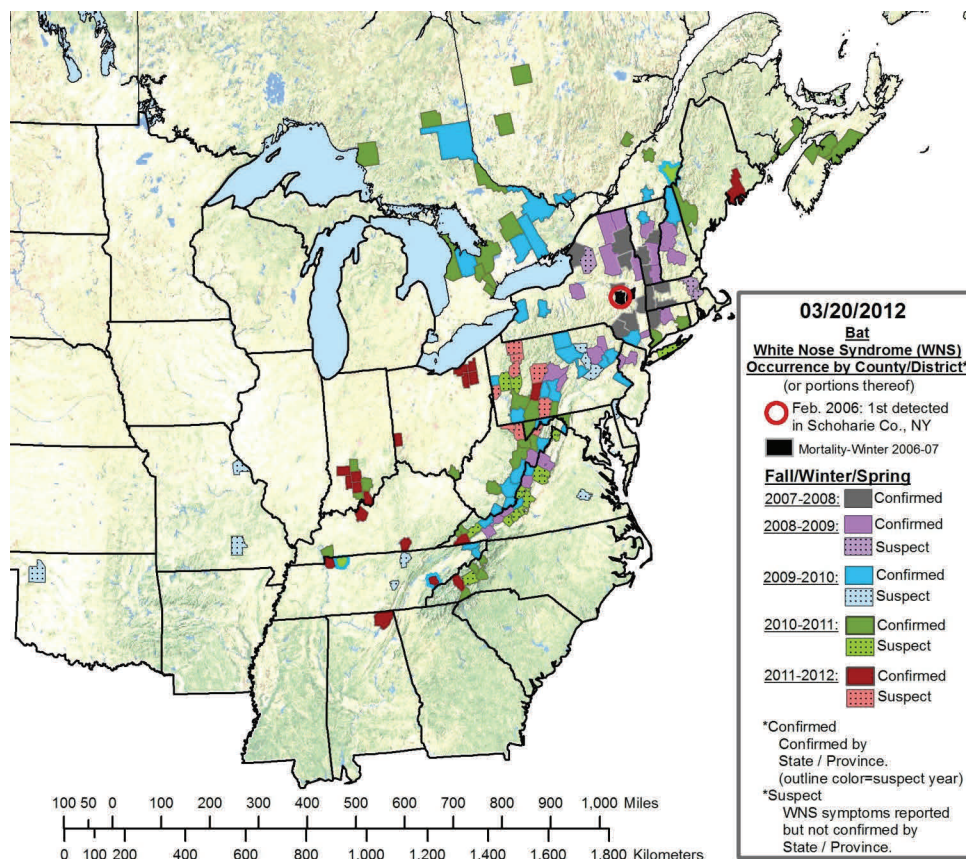 03/20/2012
Bat
White Nose Syndrome (WNS)
Occurrence by County/District*
(or portions thereof)
Feb. 2006: 1st detected
in Schoharie Co., NY
Mortality-Winter 2006-07
Fall/Winter/Spring
2007-2008: Confirmed
2008-2009: Confirmed
Suspect
2009-2010: Confirmed
Suspect
2010-2011: Confirmed
Suspect
2011-2012: Confirmed
Suspect
*Confirmed
Confirmed by
State / Province.
(outline color=suspect year)
*Suspect
WNS symptoms reported
but not confirmed by
State / Province.
100 50 0 100 200 300 400 500 600 700 800 900 1,000 Miles
0 100 200 400 600 800 1.000 1.200 1.400 1.600 1.800 Kilometers